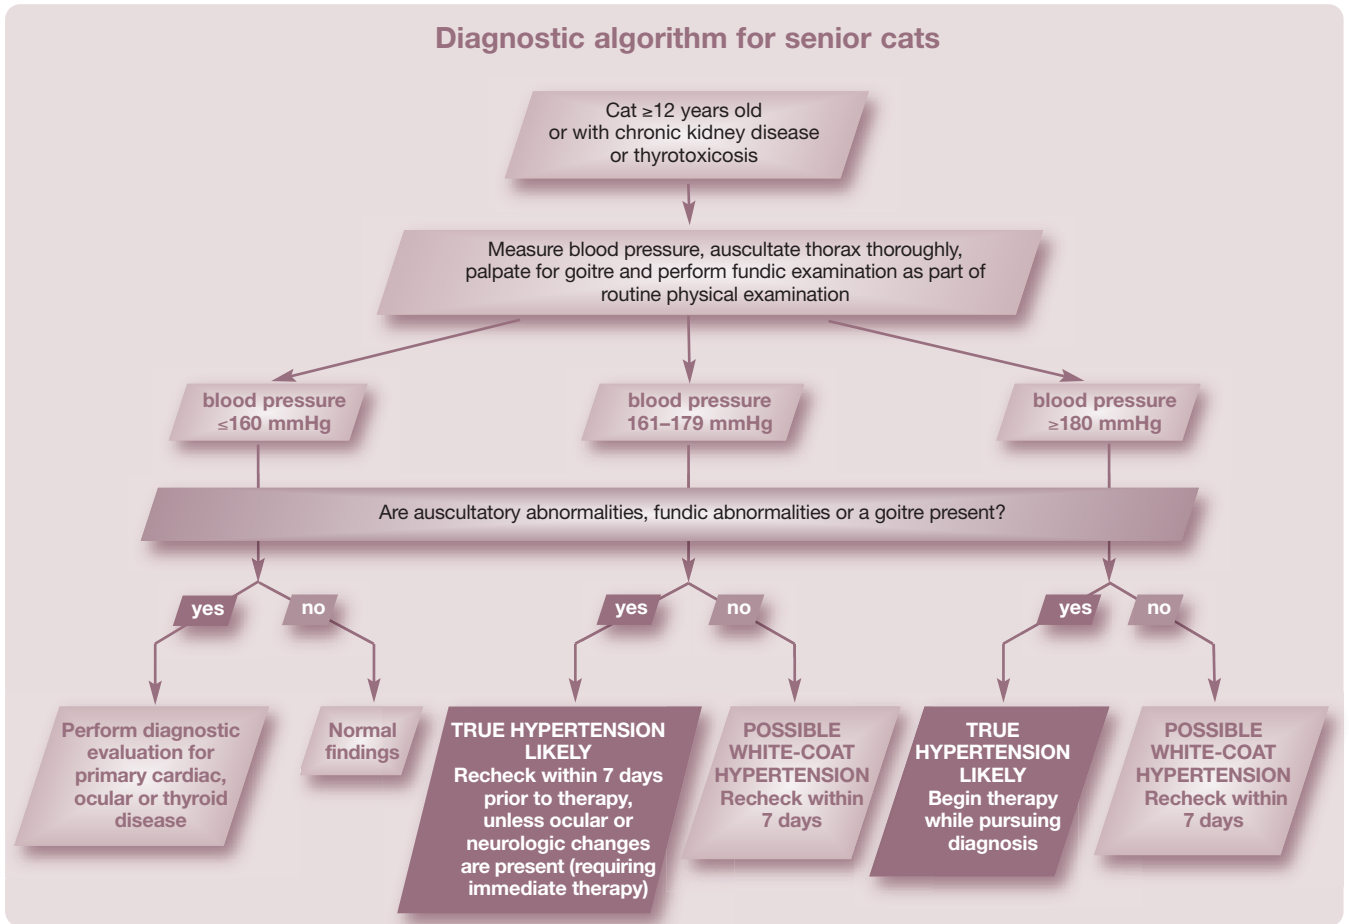 Diagnostic algorithm for senior cats
Cat ≥12 years old
or with chronic kidney disease
or thyrotoxicosis
Measure blood pressure, auscultate thorax thoroughly,
palpate for goitre and perform fundic examination as part of
routine physical examination
blood pressure
≤160 mmHg
blood pressure
161–179 mmHg
blood pressure
≥180 mmHg
Are auscultatory abnormalities, fundic abnormalities or a goitre present?
yes
no
yes
no
yes
no
Perform diagnostic
evaluation for
primary cardiac,
ocular or thyroid
disease
Normal
findings
TRUE HYPERTENSION
LIKELY
Recheck within 7 days
prior to therapy,
unless ocular or
neurologic changes
are present (requiring
immediate therapy)
POSSIBLE
WHITE-COAT
HYPERTENSION
Recheck within
7 days
TRUE
HYPERTENSION
LIKELY
Begin therapy
while pursuing
diagnosis
POSSIBLE
WHITE-COAT
HYPERTENSION
Recheck within
7 days